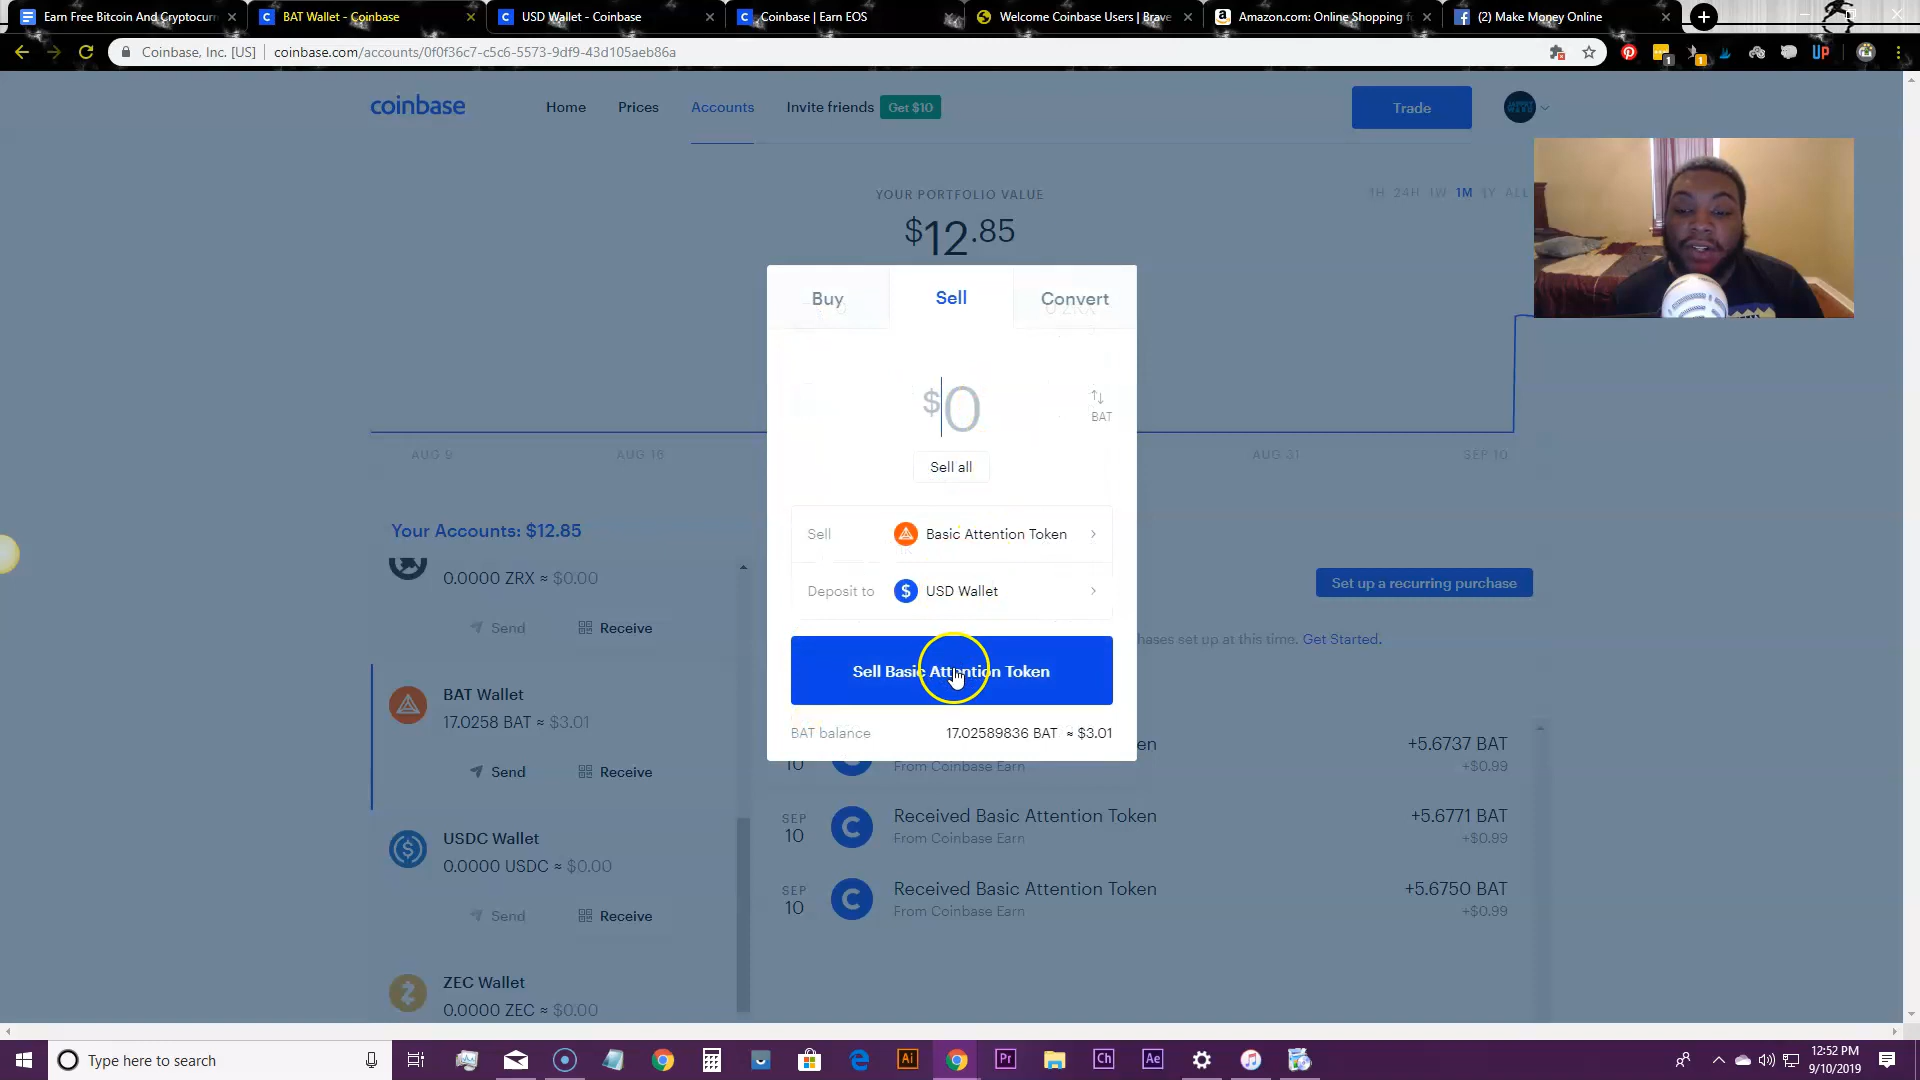 Earn Free Bitcoin And Cryptocurr
BAT Wallet - Coinbase
USD Wallet - Coinbase
Coinbase | Earn EOS
Welcome Coinbase Users | Brave
Amazon.com: Online Shopping f
(2) Make Money Online
Coinbase, Inc. [US]
coinbase.com/accounts/0f0f36c7-c5c6-5573-9df9-43d105aeb86a
UP
coinbase
Home
Prices
Accounts
Invite friends
Get $10
Trade
YOUR PORTFOLIO VALUE
$12.85
1H 24H 1W 1M 1Y ALL
Buy
Sell
Convert
$0
BAT
Sell all
AUG 9
AUG 16
AUG 31
SEP 10
Sell
Basic Attention Token
Deposit to
USD Wallet
Sell Basic Attention Token
BAT balance
17.02589836 BAT ≈ $3.01
Your Accounts: $12.85
0.0000 ZRX ≈ $0.00
Send
Receive
BAT Wallet
17.0258 BAT ≈ $3.01
Send
Receive
USDC Wallet
0.0000 USDC ≈ $0.00
Send
Receive
ZEC Wallet
0.0000 ZEC ≈ $0.00
Set up a recurring purchase
hases set up at this time. Get Started.
10
en
From Coinbase Earn
+5.6737 BAT
+$0.99
SEP
10
Received Basic Attention Token
From Coinbase Earn
+5.6771 BAT
+$0.99
SEP
10
Received Basic Attention Token
From Coinbase Earn
+5.6750 BAT
+$0.99
Type here to search
Ai
Pr
Ch
Ae
12:52 PM
9/10/2019